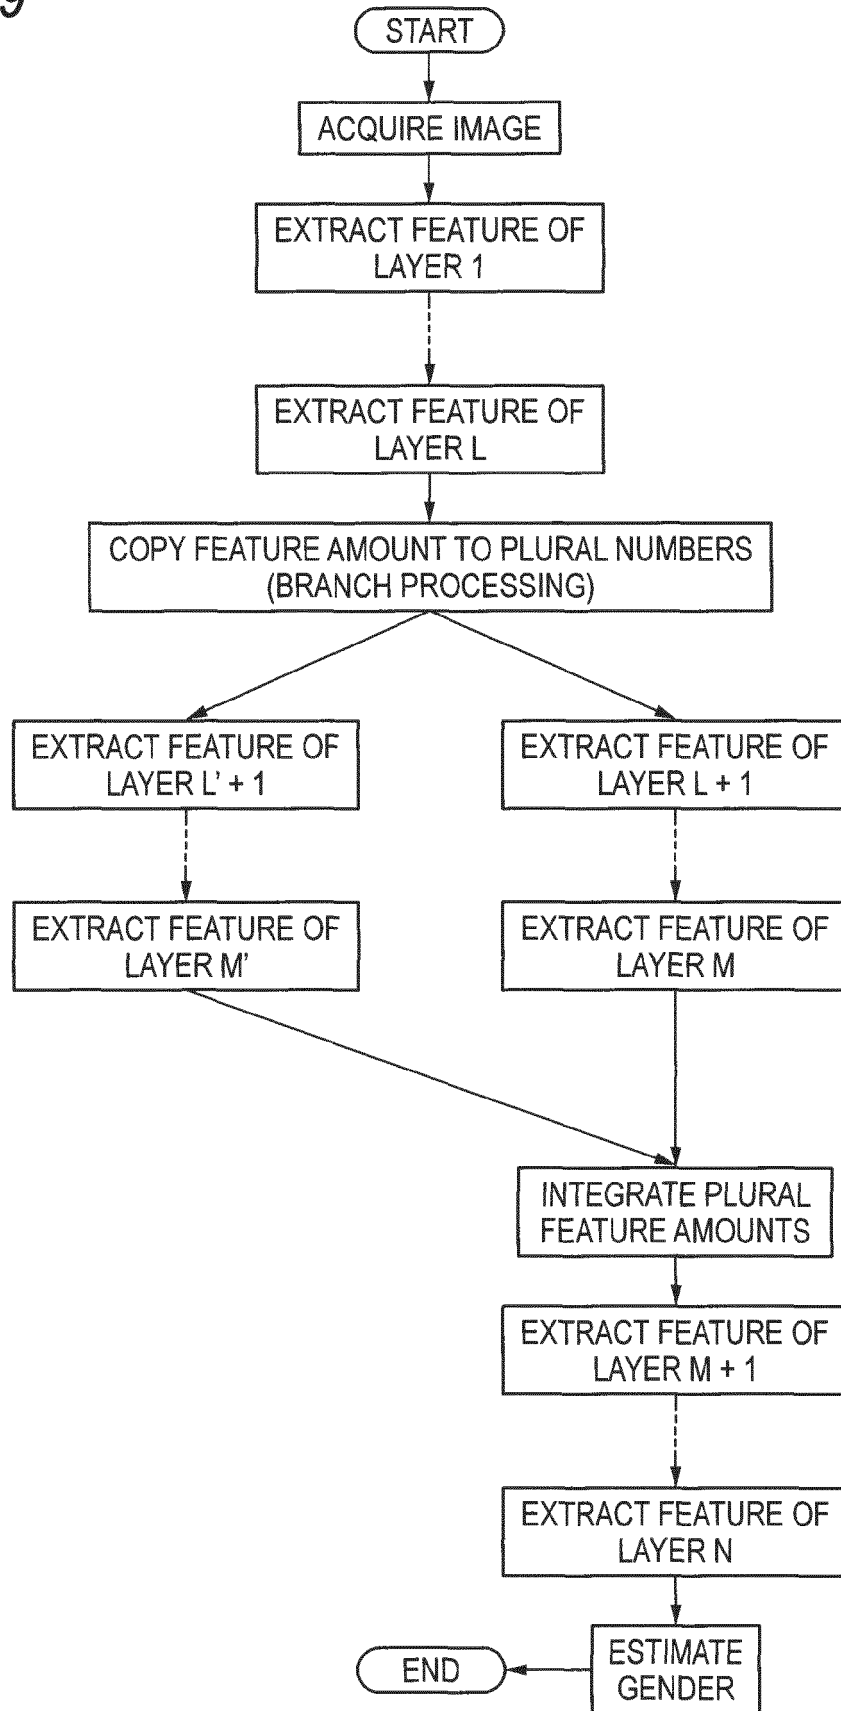 9
START
ACQUIRE IMAGE
EXTRACT FEATURE OF
LAYER 1
EXTRACT FEATURE OF
LAYER L
COPY FEATURE AMOUNT TO PLURAL NUMBERS
(BRANCH PROCESSING)
EXTRACT FEATURE OF
LAYER L' + 1
EXTRACT FEATURE OF
LAYER L + 1
EXTRACT FEATURE OF
LAYER M'
EXTRACT FEATURE OF
LAYER M
INTEGRATE PLURAL
FEATURE AMOUNTS
EXTRACT FEATURE OF
LAYER M + 1
EXTRACT FEATURE OF
LAYER N
ESTIMATE
GENDER
END